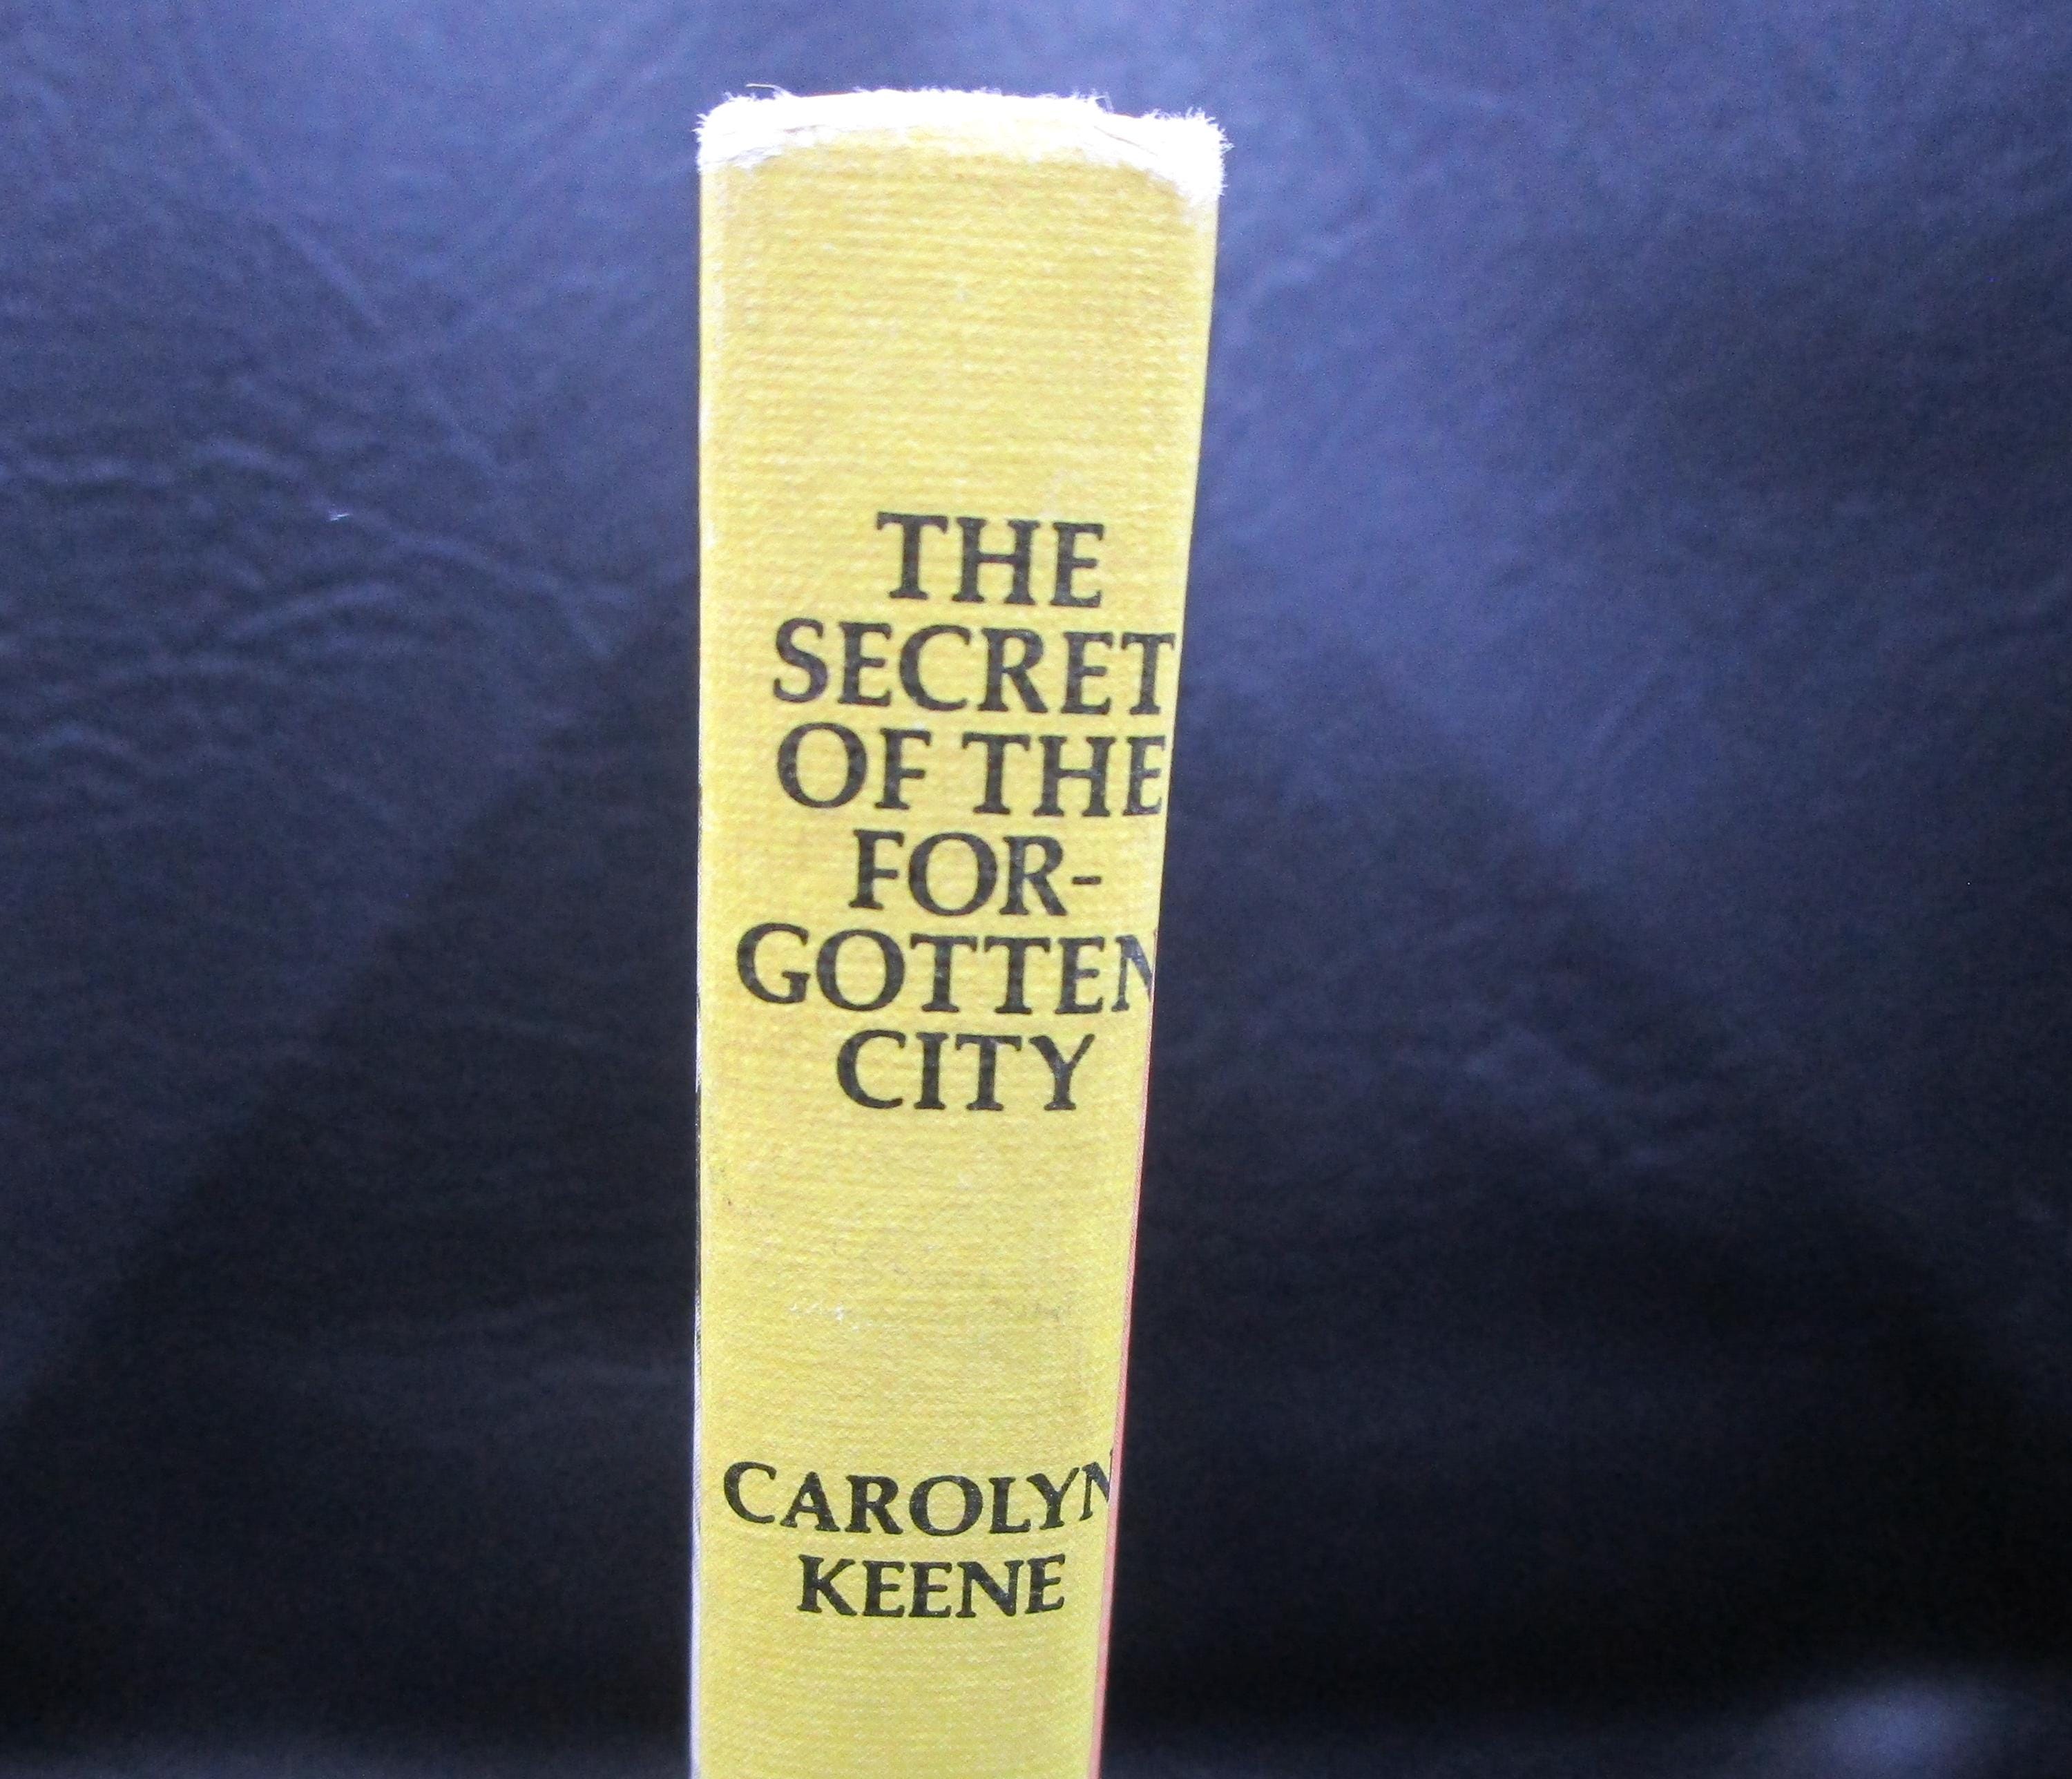 THE
SECRET
OF THE
FOR-
GOTTEN
CITY
CAROLYN
KEENE